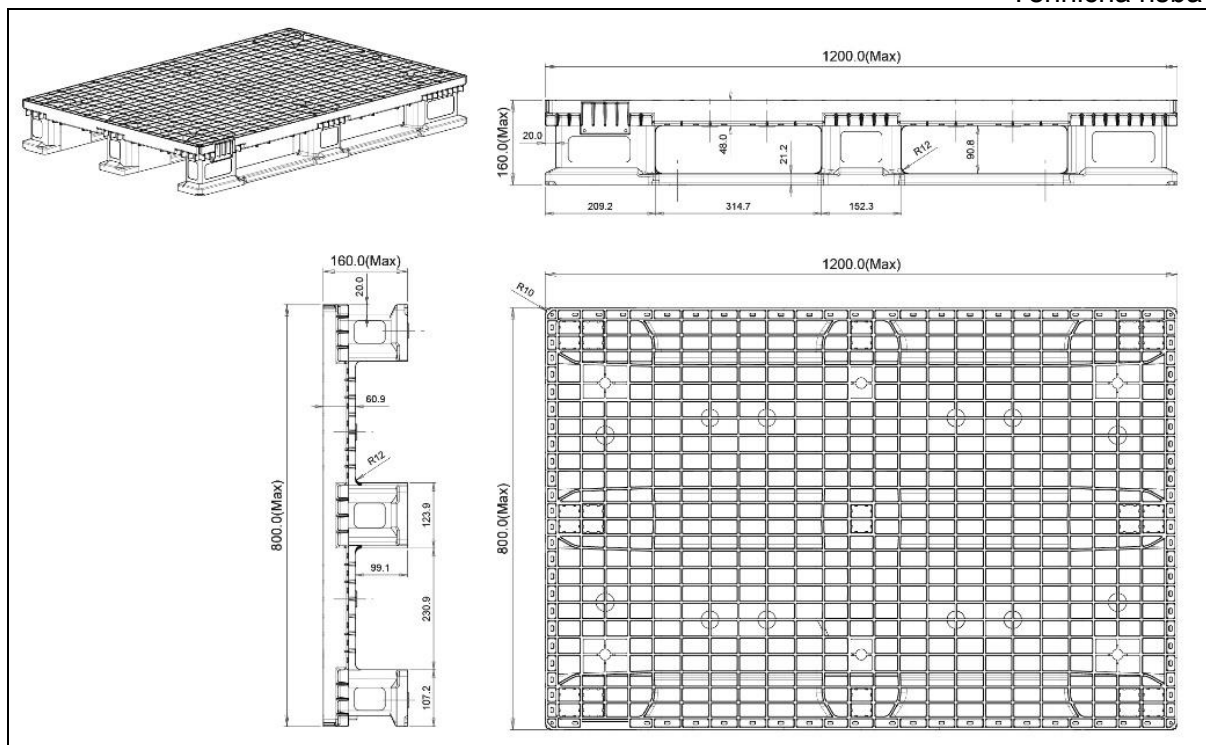 1200.0(Max)
160.0(Max)
20.0
48.0
21.2
R12
90.8
209.2
314.7
152.3
160.0(Max)
20.0
60.9
R12
800.0(Max)
123.9
99.1
230.9
107.2
1200.0(Max)
R10
800.0(Max)